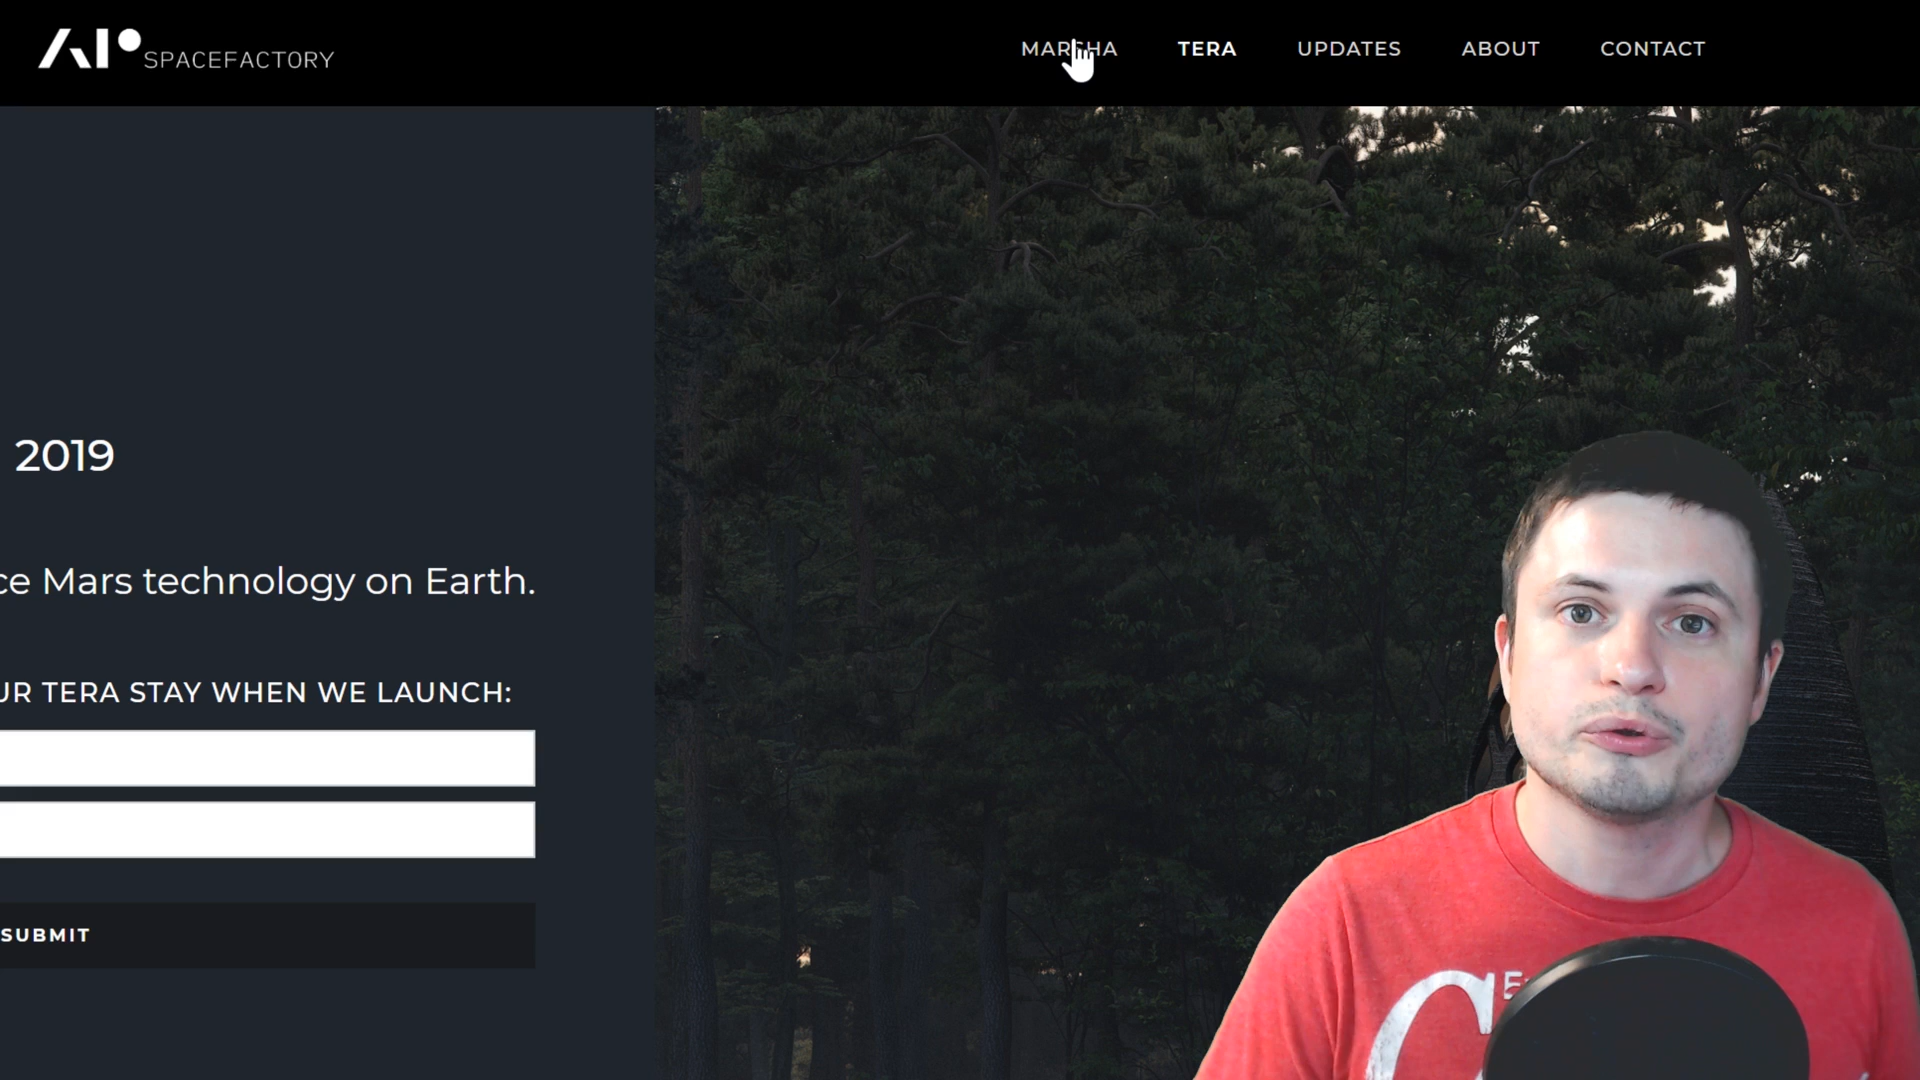 AI SPACEFACTORY
MARSHA TERA UPDATES ABOUT CONTACT
2019
ce Mars technology on Earth.
UR TERA STAY WHEN WE LAUNCH:
SUBMIT
C E